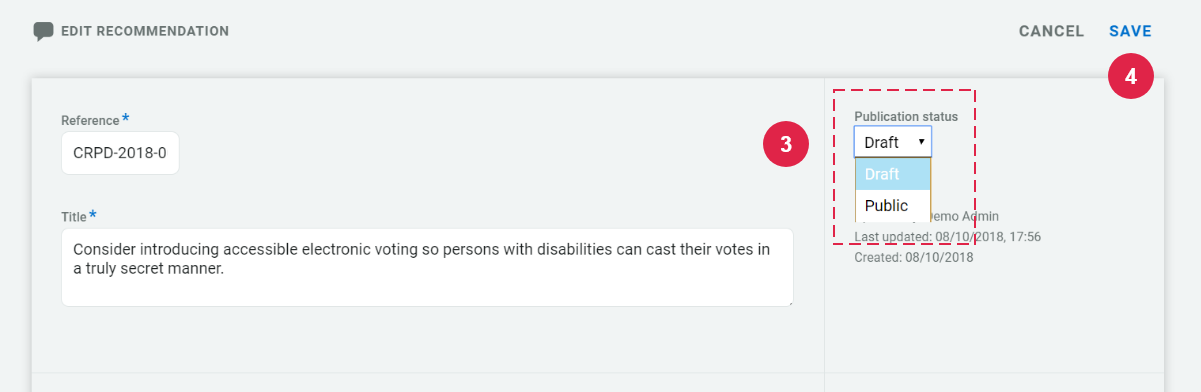 EDIT RECOMMENDATION
CANCEL
SAVE
4
Reference*
CRPD-2018-0
3
Publication status
Draft
Draft
Public
Title*
Consider introducing accessible electronic voting so persons with disabilities can cast their votes in
a truly secret manner.
Demo Admin
Last updated: 08/10/2018, 17:56
Created: 08/10/2018